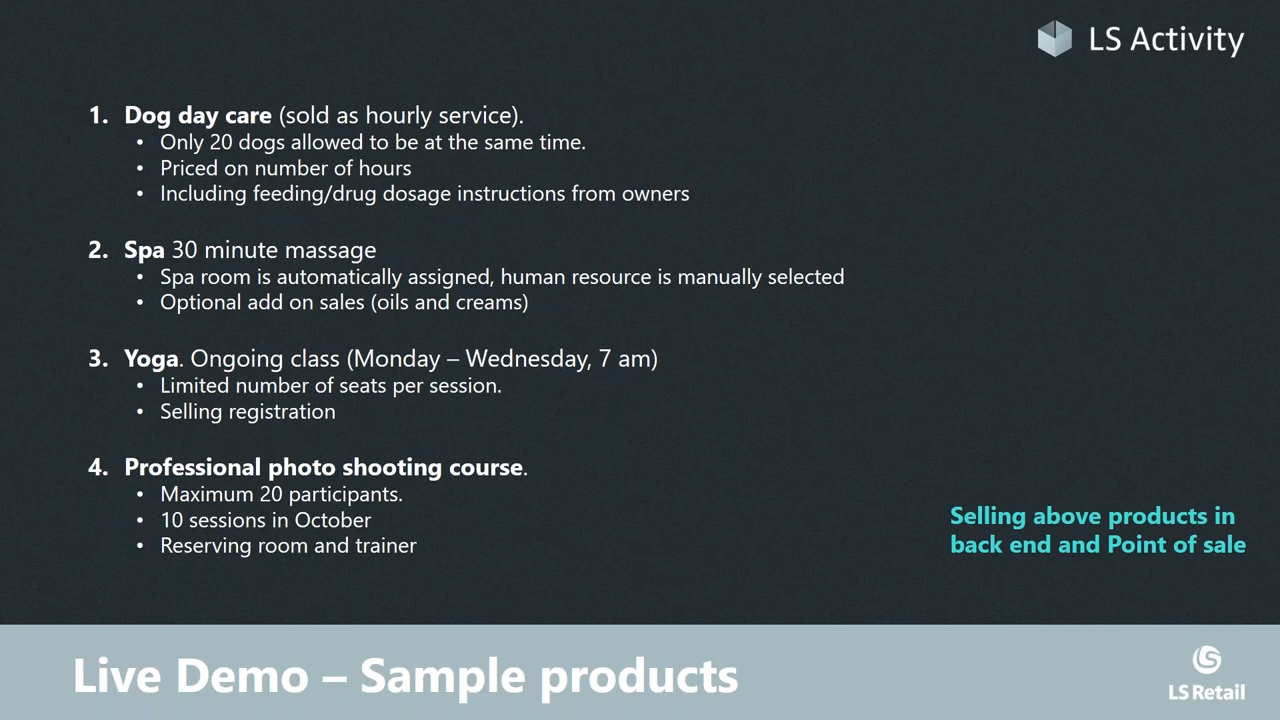 LS Activity
1. Dog day care (sold as hourly service).
• Only 20 dogs allowed to be at the same time.
• Priced on number of hours
• Including feeding/drug dosage instructions from owners
2. Spa 30 minute massage
• Spa room is automatically assigned, human resource is manually selected
• Optional add on sales (oils and creams)
3. Yoga. Ongoing class (Monday – Wednesday, 7 am)
• Limited number of seats per session.
• Selling registration
4. Professional photo shooting course.
• Maximum 20 participants.
• 10 sessions in October
• Reserving room and trainer
Selling above products in
back end and Point of sale
Live Demo – Sample products
LS Retail